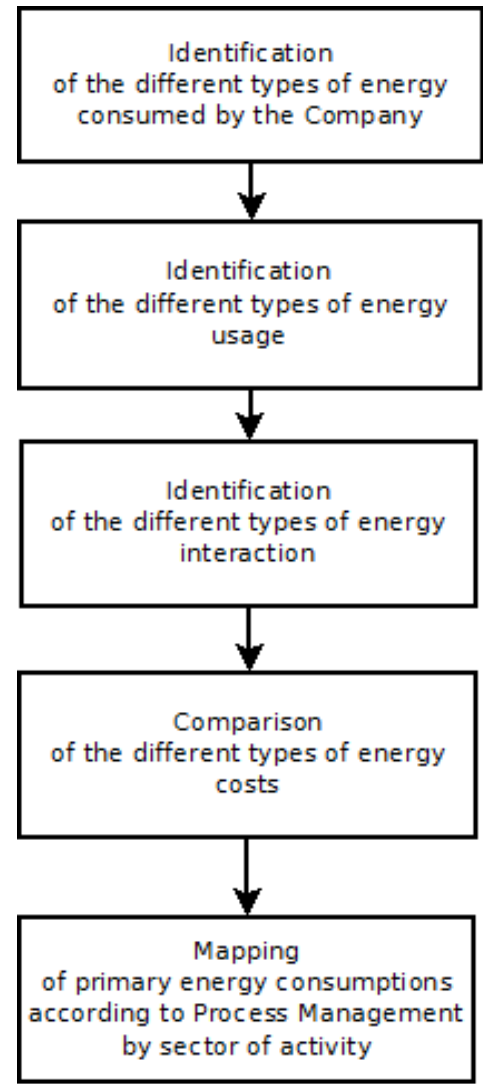 Identification
of the different types of energy
consumed by the Company
Identification
of the different types of energy
usage
Identification
of the different types of energy
interaction
Comparison
of the different types of energy
costs
Mapping
of primary energy consumptions
according to Process Management
by sector of activity